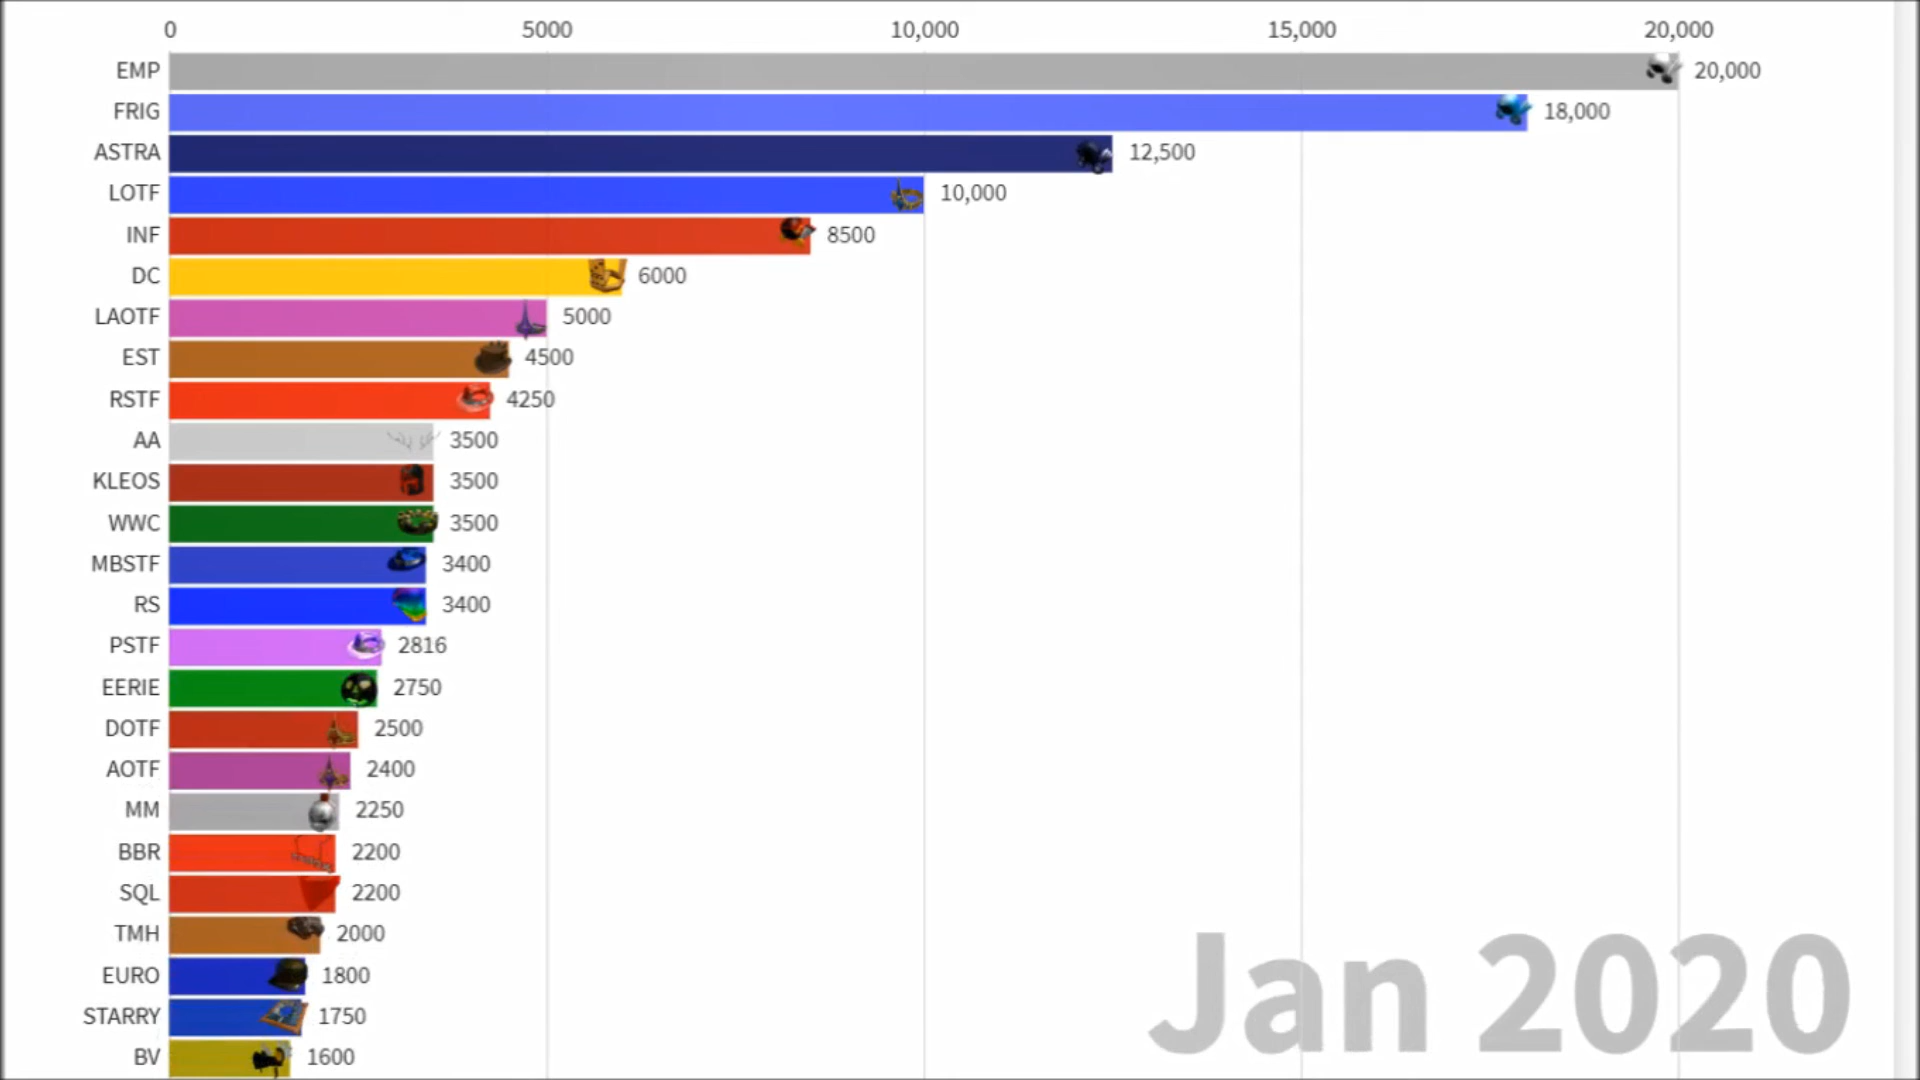 0 5000 10,000 15,000 20,000
EMP 20,000
FRIG 18,000
ASTRA 12,500
LOTF 10,000
INF 8500
DC 6000
LAOTF 5000
EST 4500
RSTF 4250
AA 3500
KLEOS 3500
WWC 3500
MBSTF 3400
RS 3400
PSTF 2816
EERIE 2750
DOTF 2500
AOTF 2400
MM 2250
BBR 2200
SQL 2200
TMH 2000
EURO 1800
STARRY 1750
BV 1600
Jan 2020